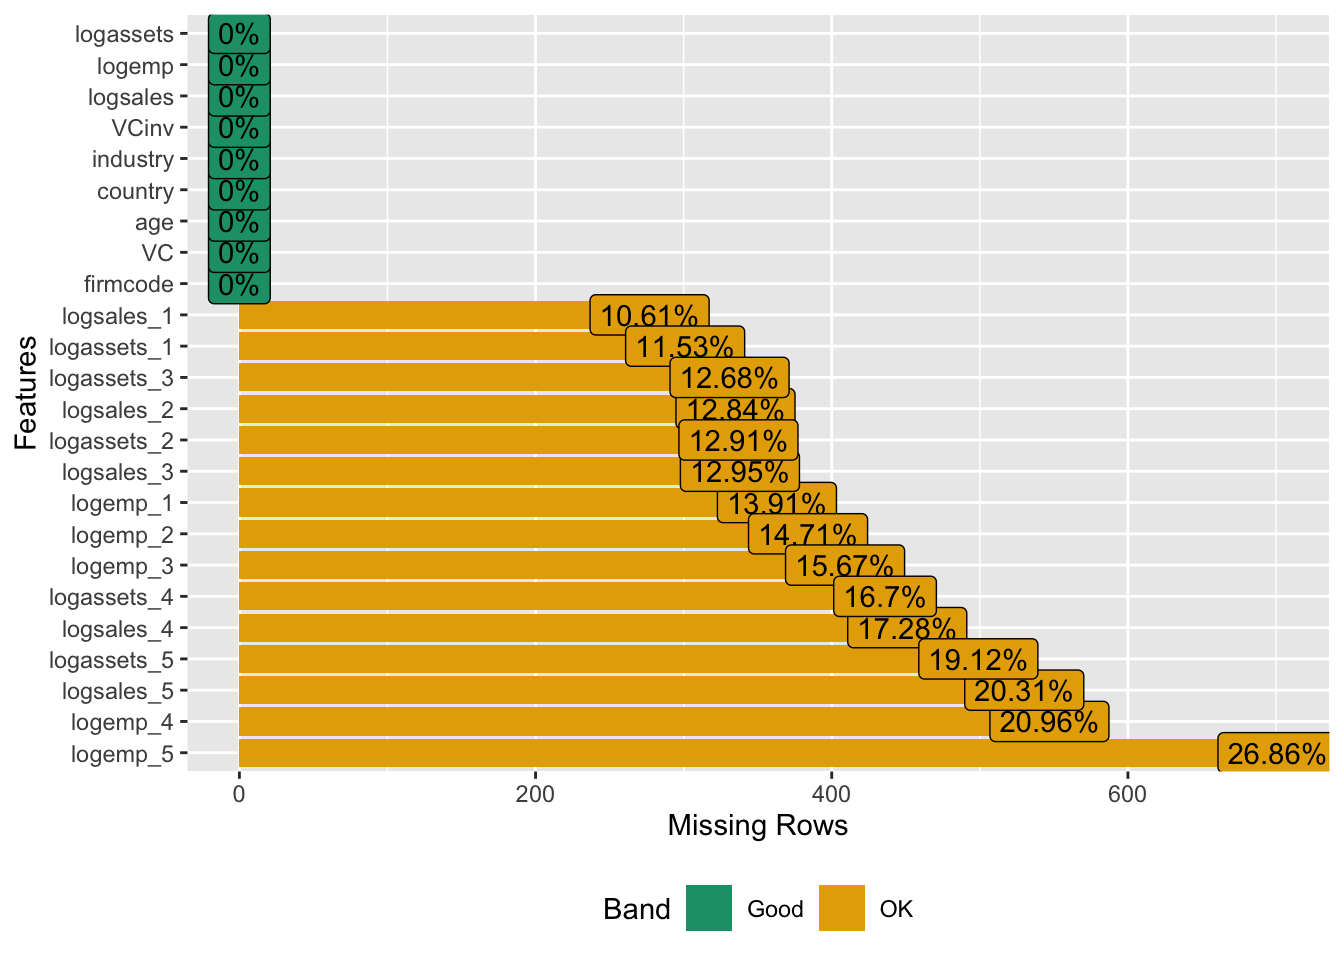 logassets 0%
logemp 0%
logsales 0%
VCinv 0%
industry 0%
country 0%
age 0%
VC 0%
firmcode 0%
logsales_1 10.61%
logassets_1 11.53%
logassets_3 12.68%
logsales_2 12.84%
logassets_2 12.91%
logsales_3 12.95%
logemp_1 13.91%
logemp_2 14.71%
logemp_3 15.67%
logassets_4 16.7%
logsales_4 17.28%
logassets_5 19.12%
logsales_5 20.31%
logemp_4 20.96%
logemp_5 26.86%
Features
0 200 400 600
Missing Rows
Band Good OK